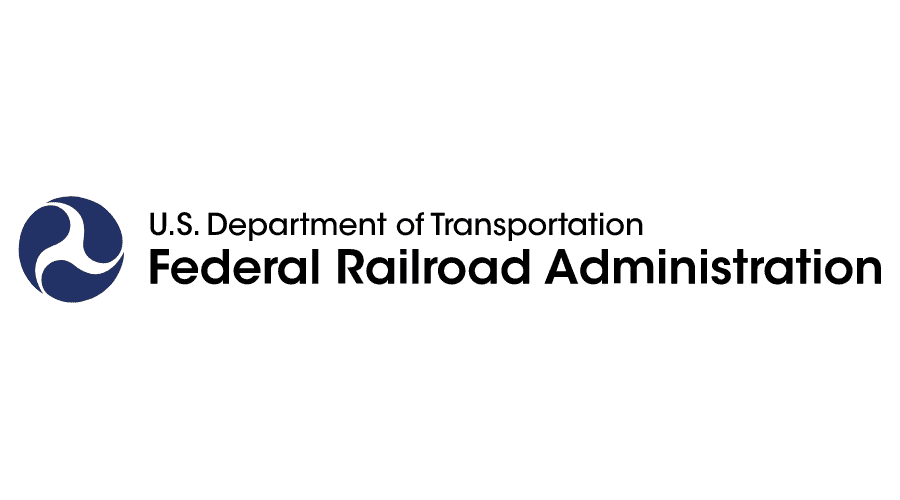 U.S. Department of Transportation
Federal Railroad Administration